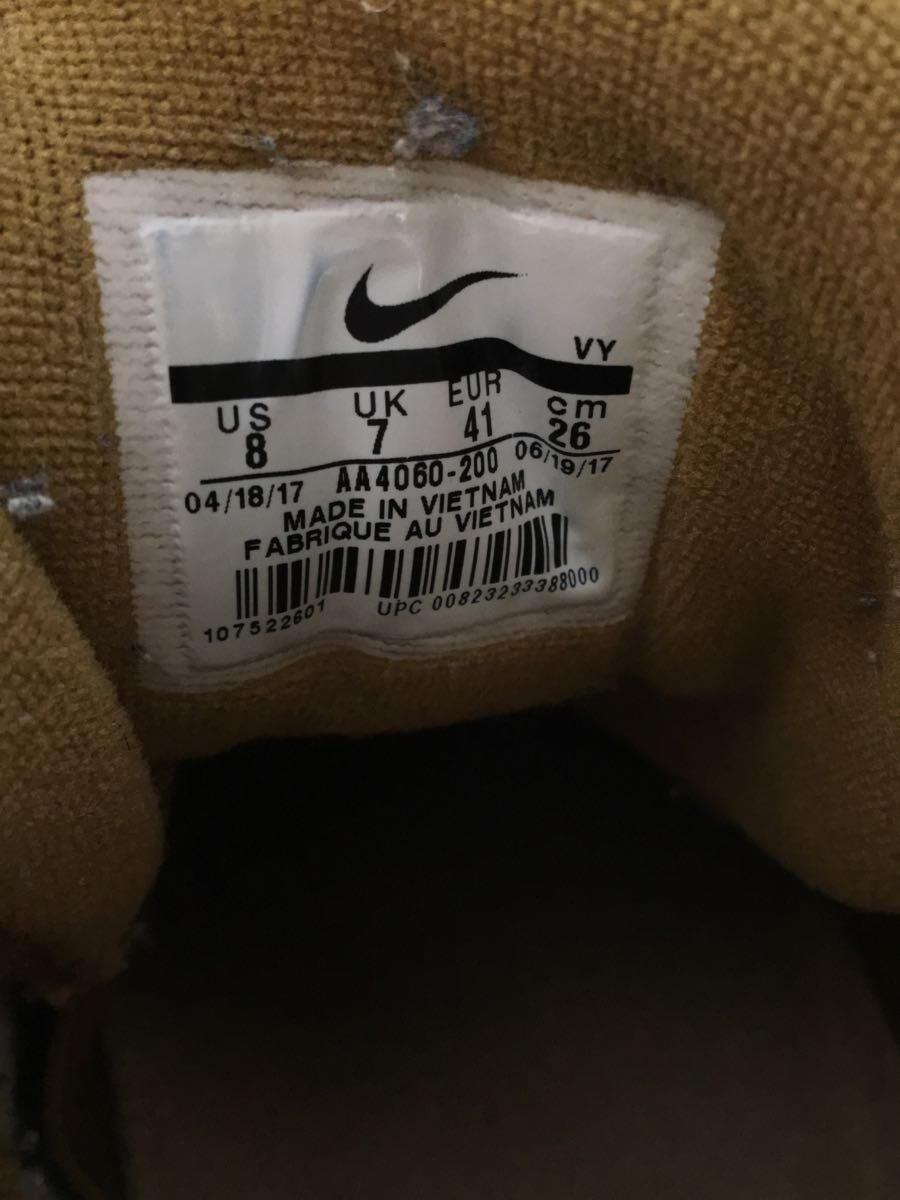 VY
US UK EUR cm
8 7 41 26
04/18/17 AA4060-200 06/19/17
MADE IN VIETNAM
FABRIQUE AU VIETNAM
107522601 UPC 00823233388000